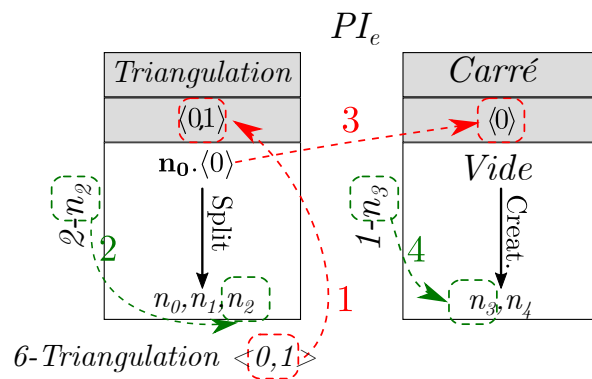 PIe
Triangulation
Carré
⟨0,1⟩
⟨0⟩
3
n0.⟨0⟩
Vide
2-n2
Split
1-n3
Creat.
2
4
n0,n1,n2
n3,n4
1
6-Triangulation <0,1>